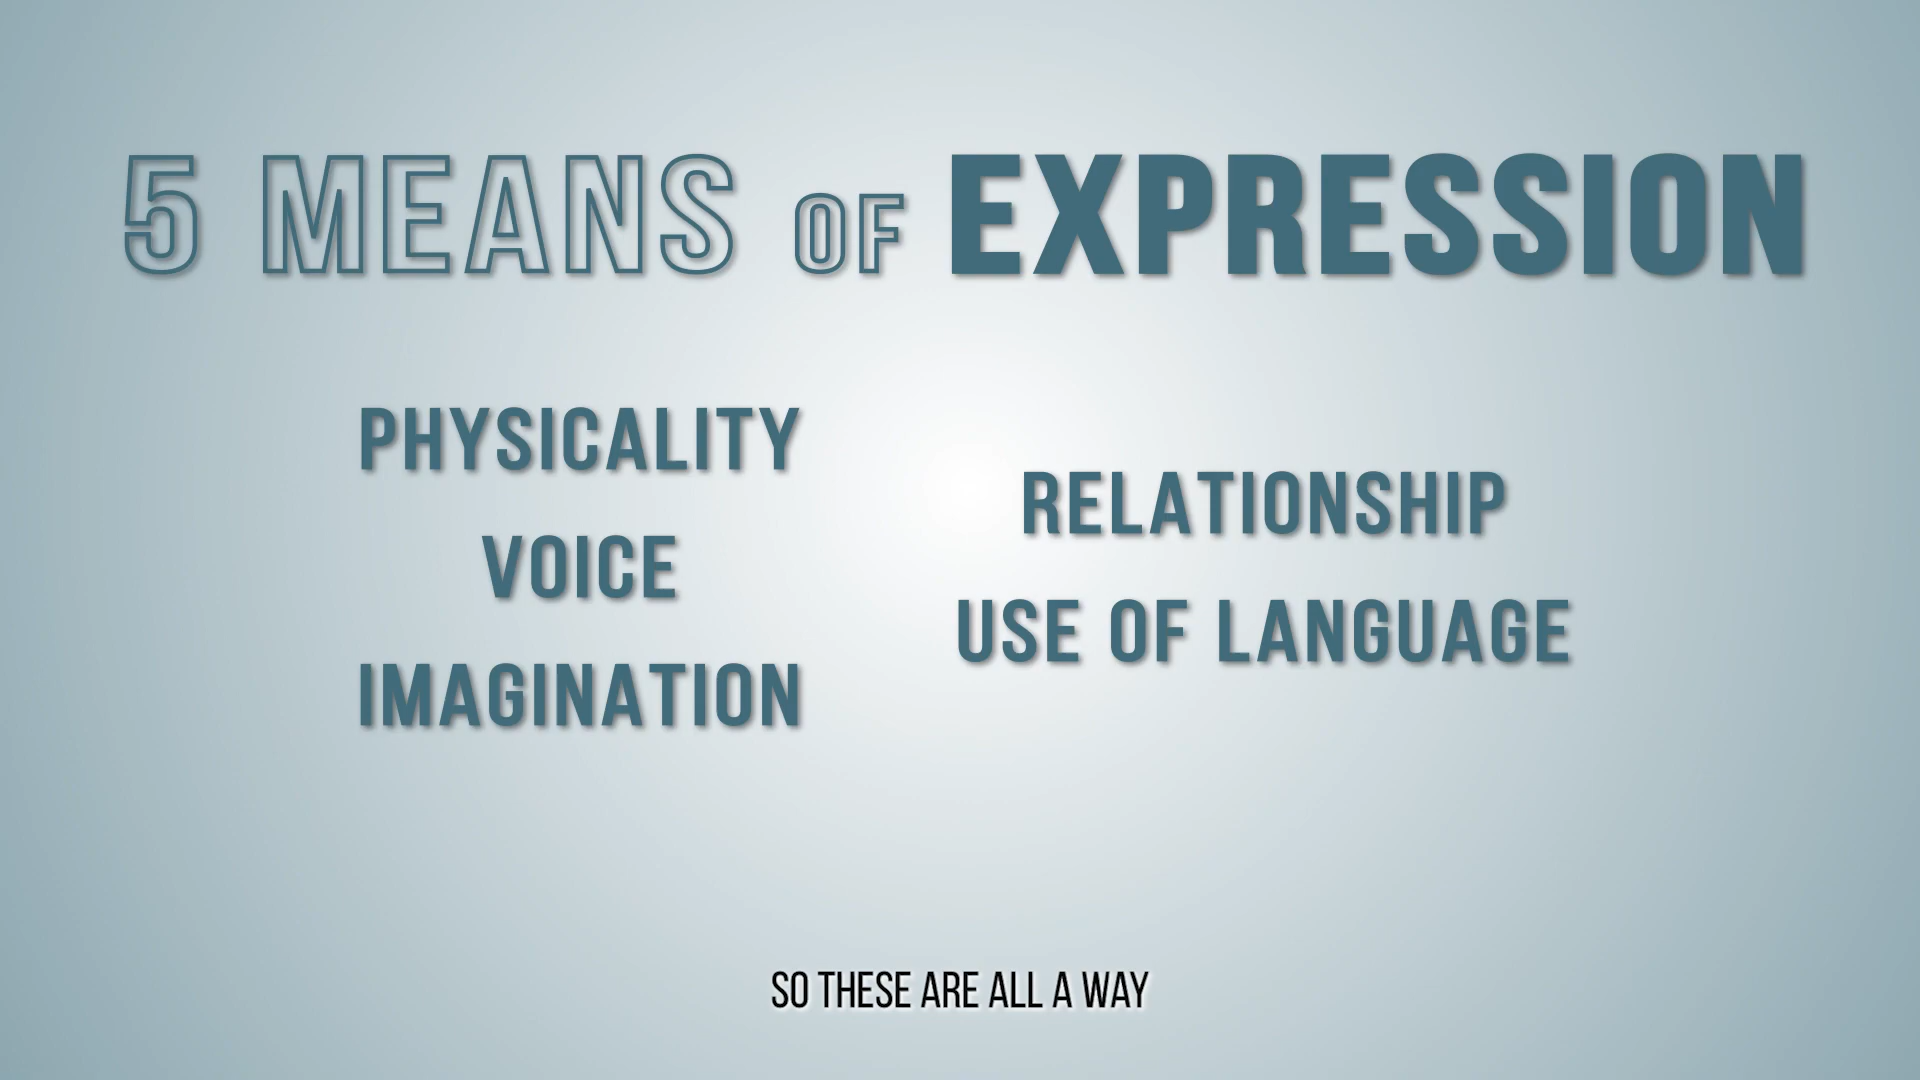 5 MEANS OF EXPRESSION
PHYSICALITY
VOICE
IMAGINATION
RELATIONSHIP
USE OF LANGUAGE
SO THESE ARE ALL A WAY